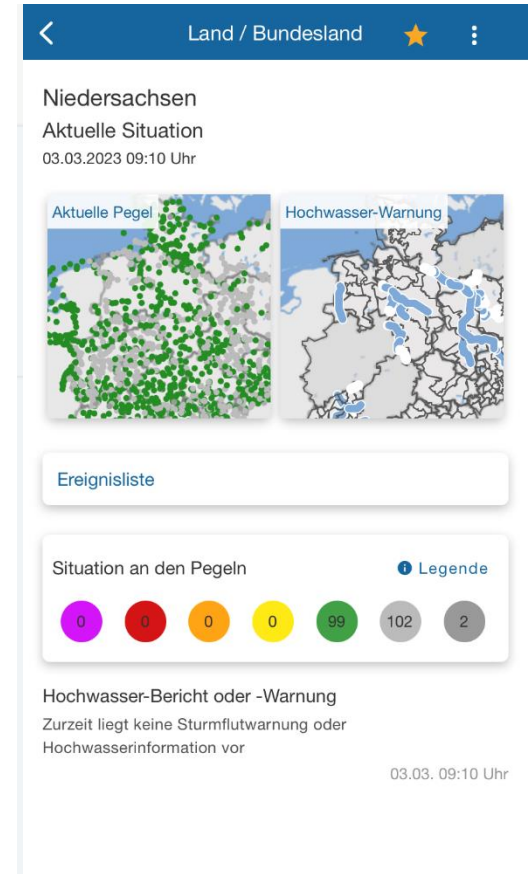 Land / Bundesland
Niedersachsen
Aktuelle Situation
03.03.2023 09:10 Uhr
Aktuelle Pegel
Hochwasser-Warnung
Ereignisliste
Situation an den Pegeln
Legende
0 0 0 0 99 102 2
Hochwasser-Bericht oder -Warnung
Zurzeit liegt keine Sturmflutwarnung oder
Hochwasserinformation vor
03.03. 09:10 Uhr